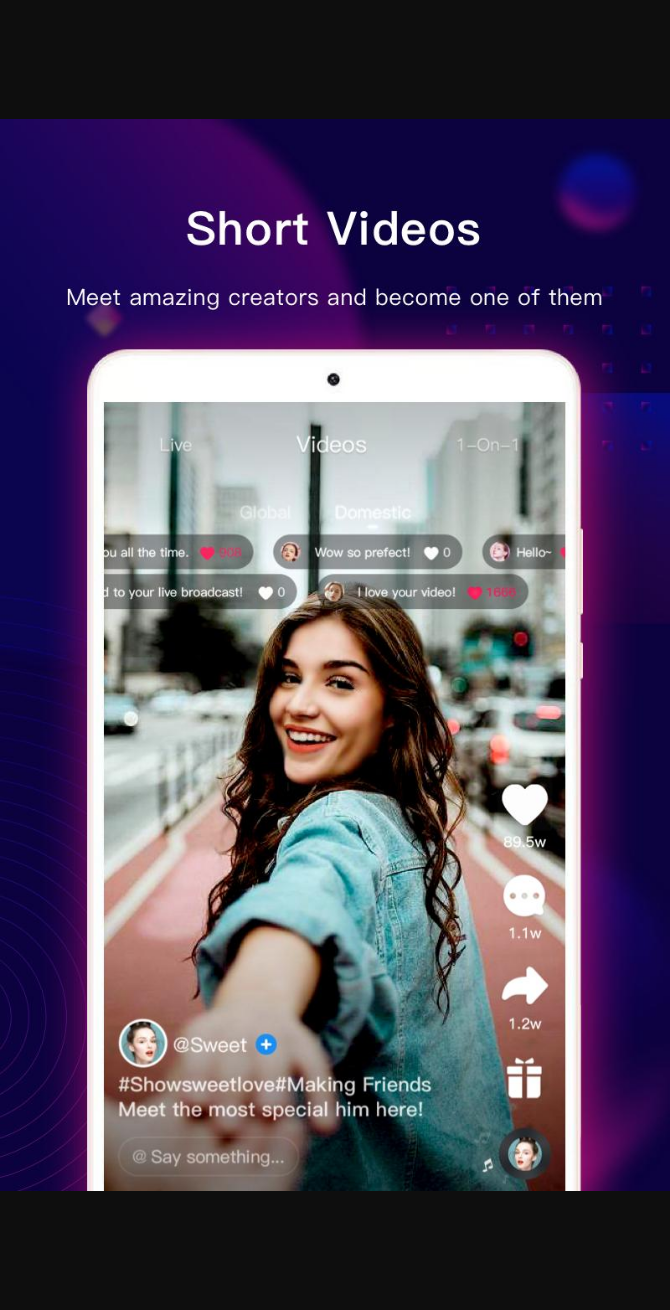 Short Videos
Meet amazing creators and become one of them
Live Videos 1-On-1
Global Domestic
ou all the time. Wow so prefect! 0 Hello~
d to your live broadcast! 0 I love your video! 1666
89.5w
1.1w
1.2w
@Sweet
#Showsweetlove#Making Friends
Meet the most special him here!
@ Say something...